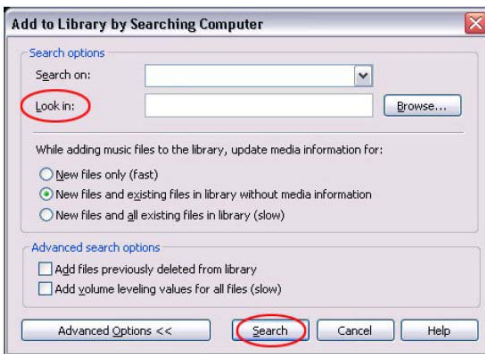 Add to Library by Searching Computer
Search options
Search on:
Look in:
Browse...
While adding music files to the library, update media information for:
New files only (fast)
New files and existing files in library without media information
New files and all existing files in library (slow)
Advanced search options
Add files previously deleted from library
Add volume leveling values for all files (slow)
Advanced Options << Search Cancel Help